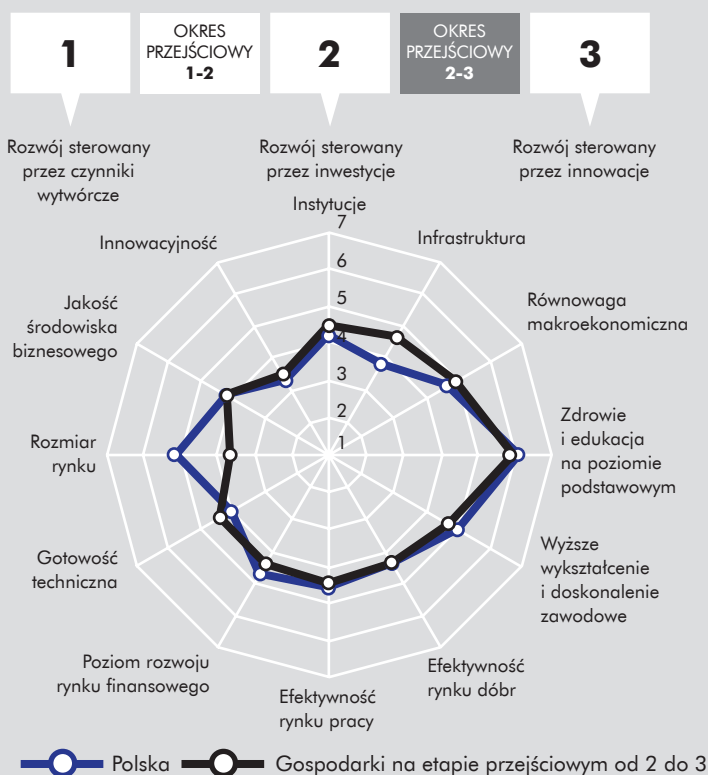 1
OKRES
PRZEJŚCIOWY
1-2
2
OKRES
PRZEJŚCIOWY
2-3
3
Rozwój sterowany
przez czynniki
wytwórcze
Rozwój sterowany
przez inwestycje
Rozwój sterowany
przez innowacje
Instytucje
7
6
5
4
3
2
1
Infrastruktura
Równowaga
makroekonomiczna
Zdrowie
i edukacja
na poziomie
podstawowym
Wyższe
wykształcenie
i doskonalenie
zawodowe
Efektywność
rynku dóbr
Efektywność
rynku pracy
Poziom rozwoju
rynku finansowego
Gotowość
techniczna
Rozmiar
rynku
Jakość
środowiska
biznesowego
Innowacyjność
Polska
Gospodarki na etapie przejściowym od 2 do 3